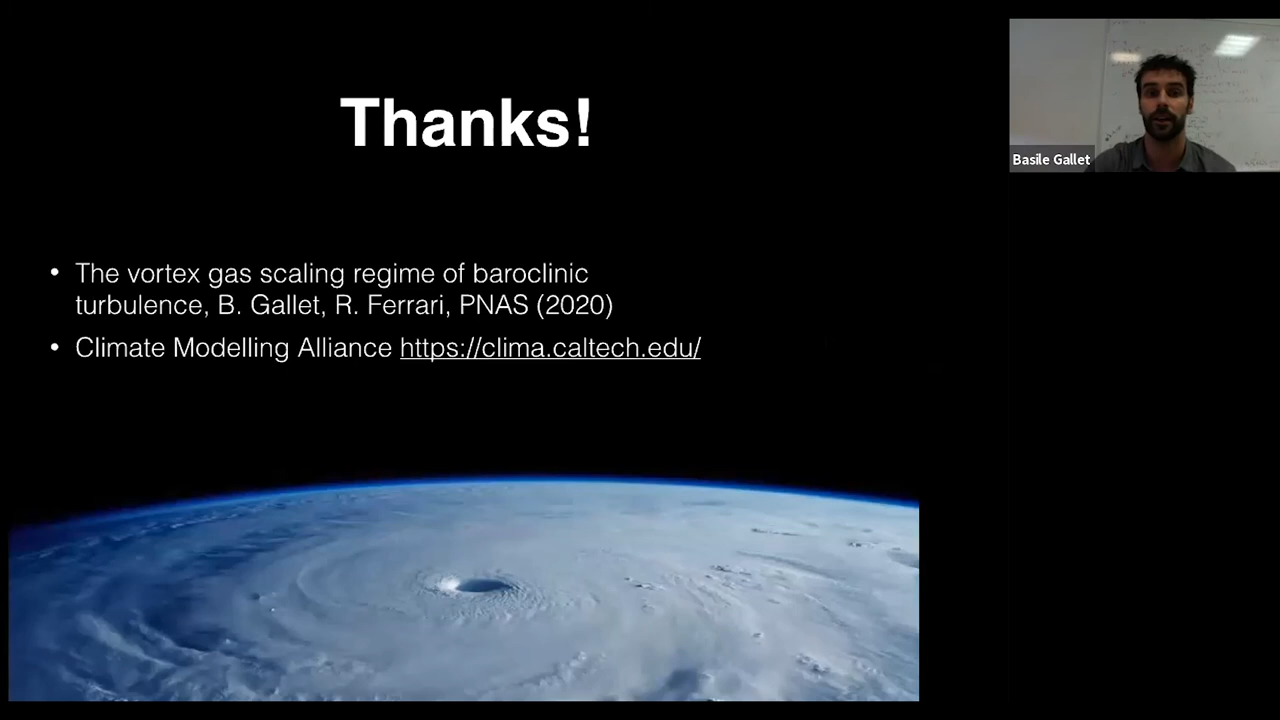 Thanks!
• The vortex gas scaling regime of baroclinic
turbulence, B. Gallet, R. Ferrari, PNAS (2020)
• Climate Modelling Alliance https://clima.caltech.edu/
Basile Gallet